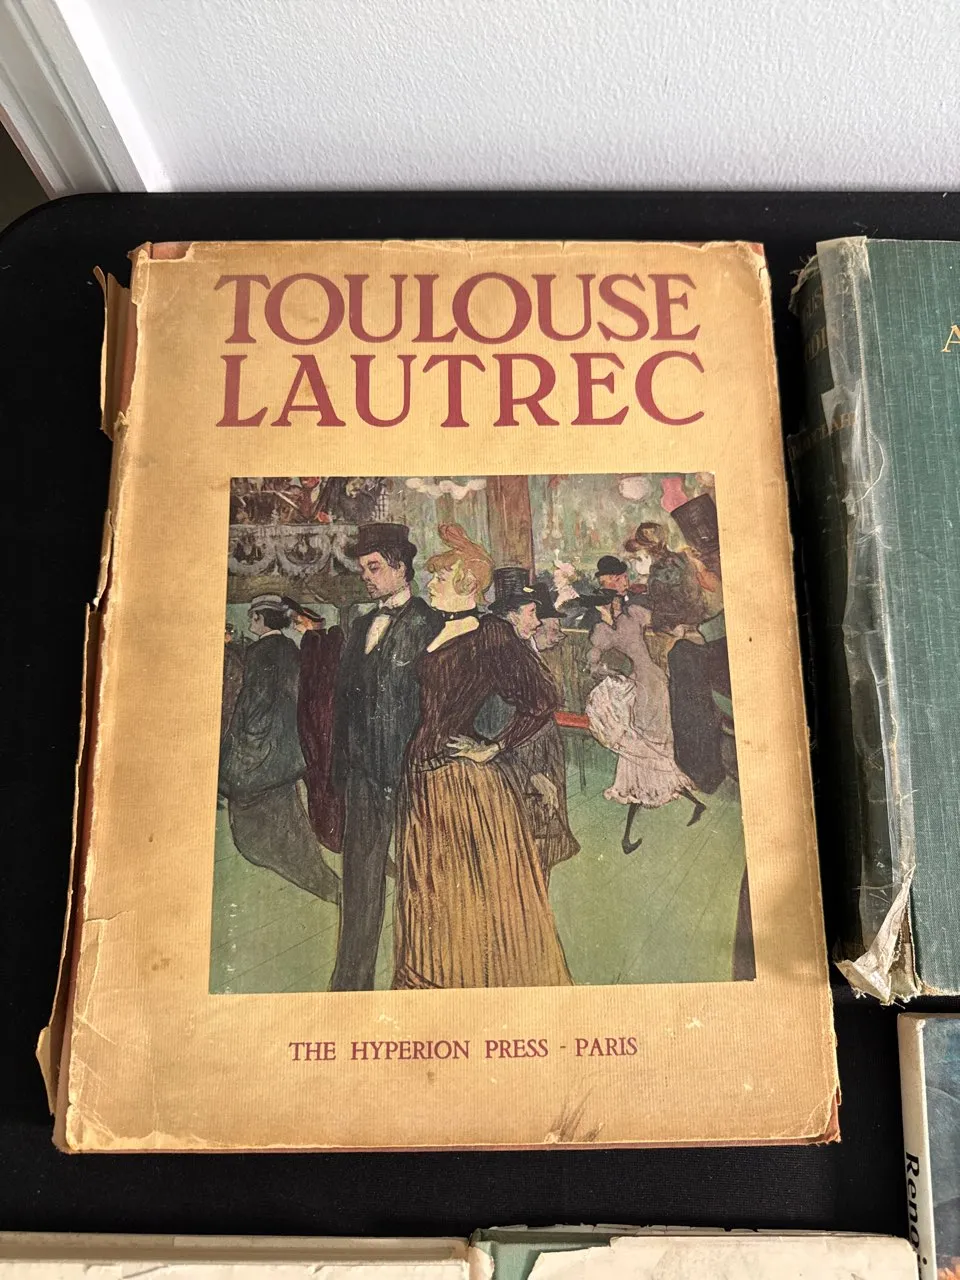 TOULOUSE
LAUTREC
THE HYPERION PRESS - PARIS